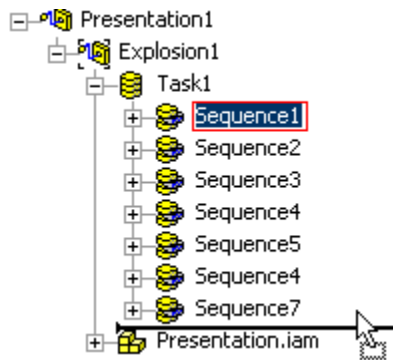 Presentation1
Explosion1
Task1
Sequence1
Sequence2
Sequence3
Sequence4
Sequence5
Sequence4
Sequence7
Presentation.iam